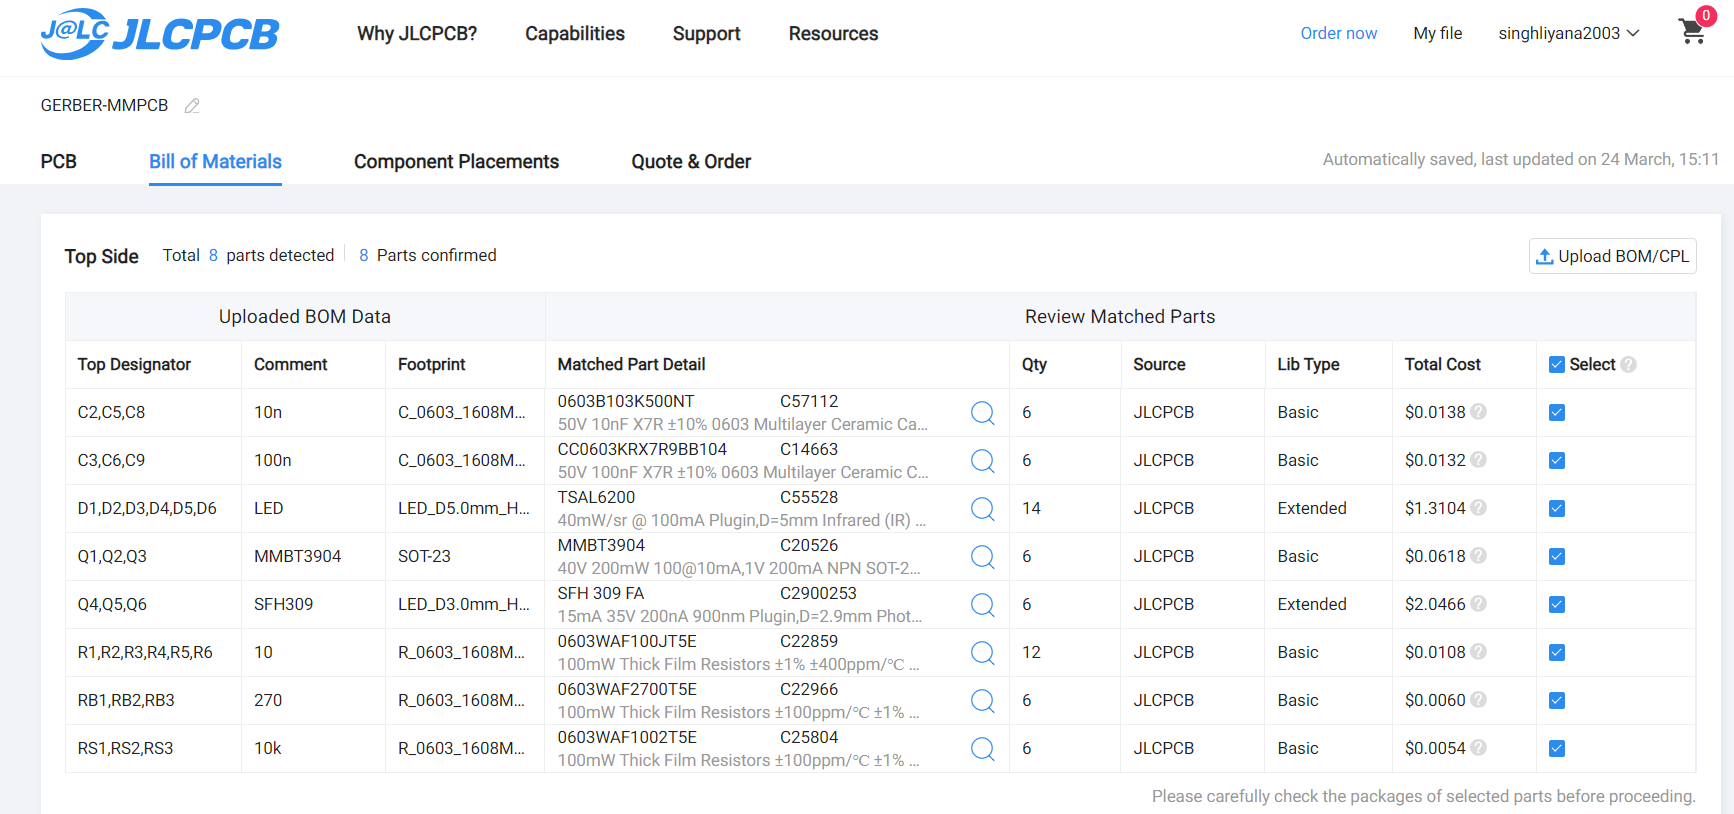 J@LC JLCPCB Why JLCPCB? Capabilities Support Resources Order now My file singhliyana2003 0
GERBER-MMPCB
PCB Bill of Materials Component Placements Quote & Order Automatically saved, last updated on 24 March, 15:11
Top Side Total 8 parts detected 8 Parts confirmed Upload BOM/CPL
Uploaded BOM Data Review Matched Parts
Top Designator Comment Footprint Matched Part Detail Qty Source Lib Type Total Cost Select ?
C2,C5,C8 10n C_0603_1608M... 0603B103K500NT C57112 6 JLCPCB Basic $0.0138 ?
50V 10nF X7R ±10% 0603 Multilayer Ceramic Ca...
C3,C6,C9 100n C_0603_1608M... CC0603KRX7R9BB104 C14663 6 JLCPCB Basic $0.0132 ?
50V 100nF X7R ±10% 0603 Multilayer Ceramic C...
D1,D2,D3,D4,D5,D6 LED LED_D5.0mm_H... TSAL6200 C55528 14 JLCPCB Extended $1.3104 ?
40mW/sr @ 100mA Plugin,D=5mm Infrared (IR) ...
Q1,Q2,Q3 MMBT3904 SOT-23 MMBT3904 C20526 6 JLCPCB Basic $0.0618 ?
40V 200mW 100@10mA,1V 200mA NPN SOT-2...
Q4,Q5,Q6 SFH309 LED_D3.0mm_H... SFH 309 FA C2900253 6 JLCPCB Extended $2.0466 ?
15mA 35V 200nA 900nm Plugin,D=2.9mm Phot...
R1,R2,R3,R4,R5,R6 10 R_0603_1608M... 0603WAF100JT5E C22859 12 JLCPCB Basic $0.0108 ?
100mW Thick Film Resistors ±1% ±400ppm/℃ ...
RB1,RB2,RB3 270 R_0603_1608M... 0603WAF2700T5E C22966 6 JLCPCB Basic $0.0060 ?
100mW Thick Film Resistors ±100ppm/℃ ±1% ...
RS1,RS2,RS3 10k R_0603_1608M... 0603WAF1002T5E C25804 6 JLCPCB Basic $0.0054 ?
100mW Thick Film Resistors ±100ppm/℃ ±1% ...
Please carefully check the packages of selected parts before proceeding.